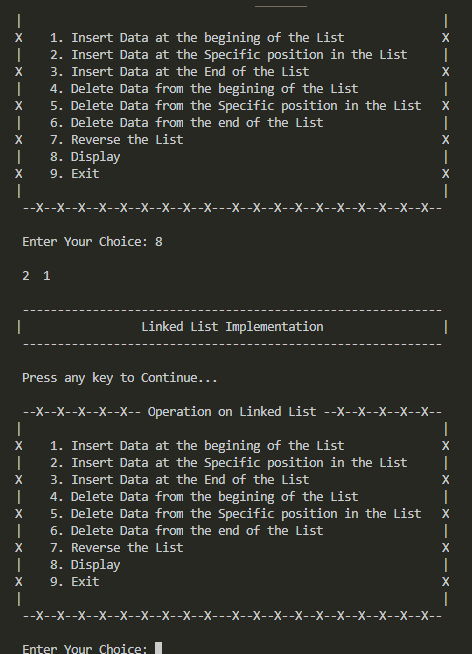 |                                                            |
X    1. Insert Data at the begining of the List              X
|    2. Insert Data at the Specific position in the List     |
X    3. Insert Data at the End of the List                   X
|    4. Delete Data from the begining of the List            |
X    5. Delete Data from the Specific position in the List   X
|    6. Delete Data from the end of the List                 |
X    7. Reverse the List                                     X
|    8. Display                                              |
X    9. Exit                                                 X
|                                                            |
--X--X--X--X--X--X--X--X--X---X--X--X--X--X--X--X--X--X--X--
Enter Your Choice: 8
2  1
------------------------------------------------------------
|                 Linked List Implementation                 |
------------------------------------------------------------
Press any key to Continue...
--X--X--X--X--X-- Operation on Linked List --X--X--X--X--X--
|                                                            |
X    1. Insert Data at the begining of the List              X
|    2. Insert Data at the Specific position in the List     |
X    3. Insert Data at the End of the List                   X
|    4. Delete Data from the begining of the List            |
X    5. Delete Data from the Specific position in the List   X
|    6. Delete Data from the end of the List                 |
X    7. Reverse the List                                     X
|    8. Display                                              |
X    9. Exit                                                 X
|                                                            |
--X--X--X--X--X--X--X--X--X---X--X--X--X--X--X--X--X--X--X--
Enter Your Choice: